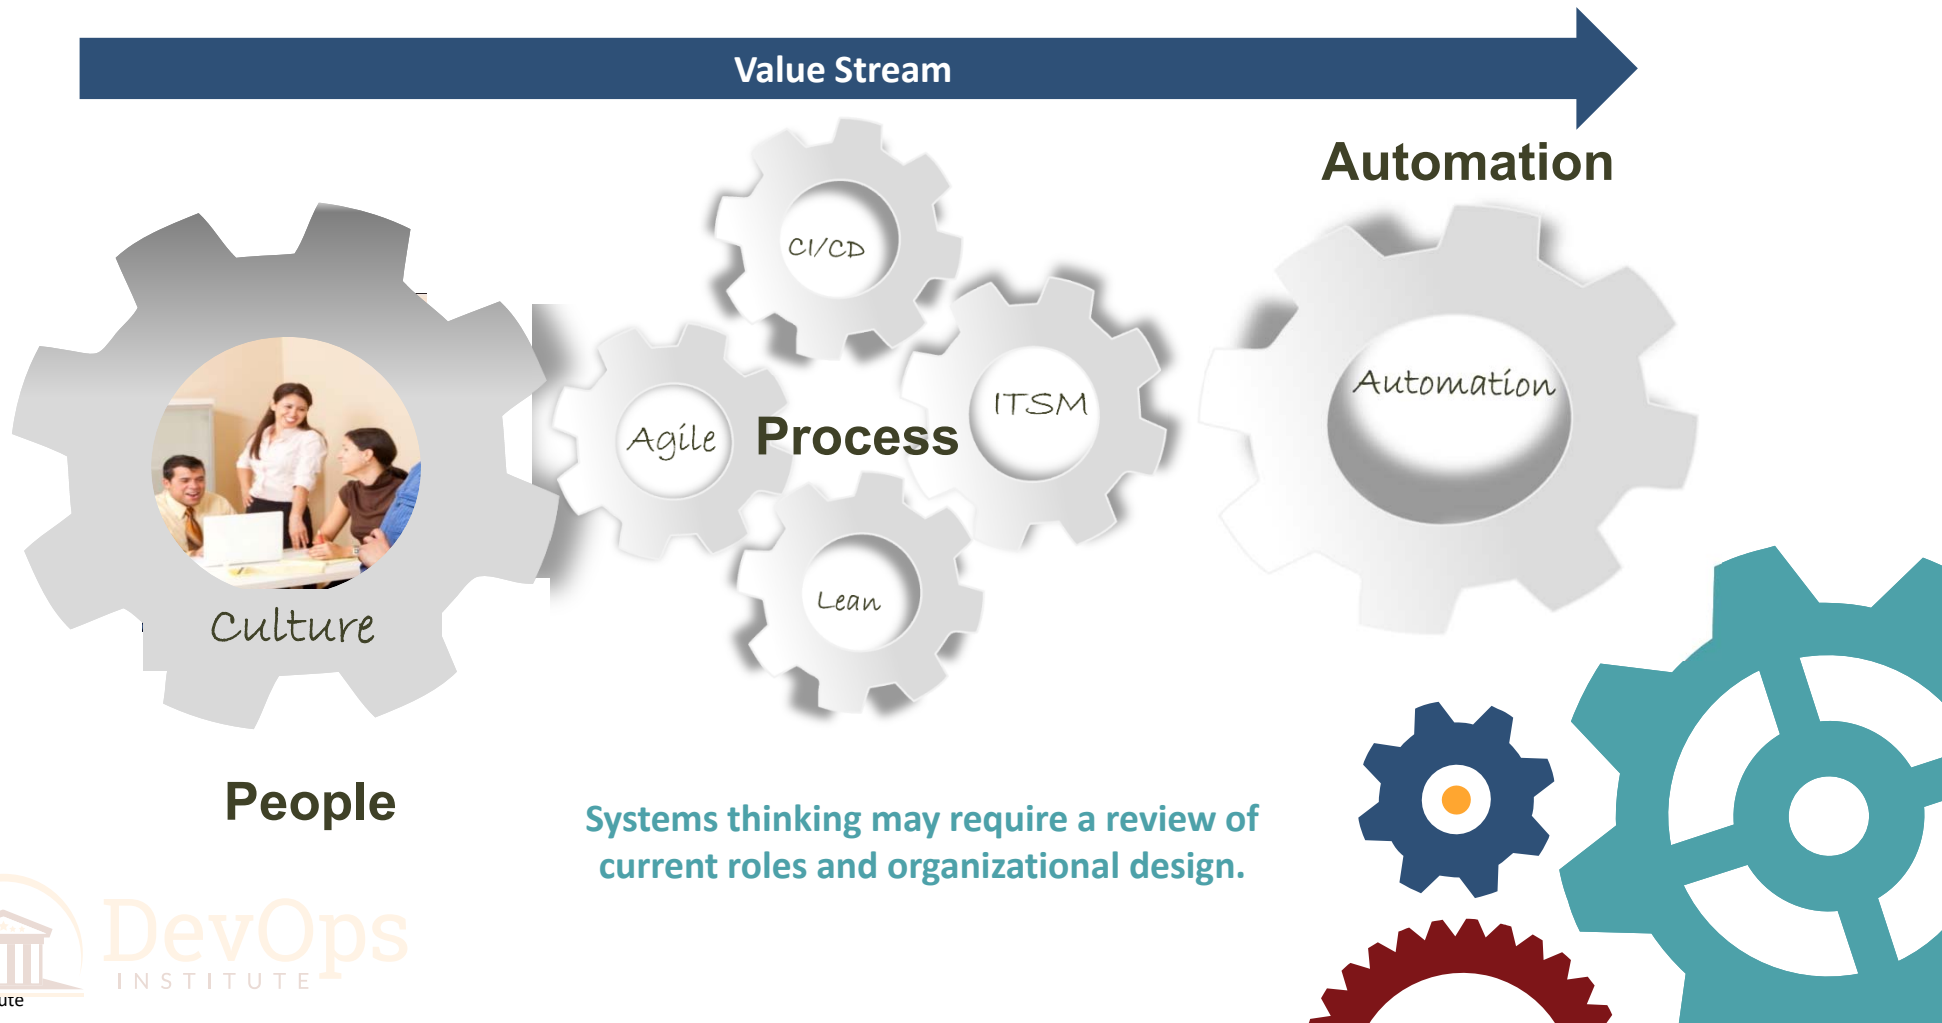 Value Stream
Automation
CI/CD
Automation
ITSM
Agile
Process
Lean
Culture
People
Systems thinking may require a review of
current roles and organizational design.
DevOps
INSTITUTE